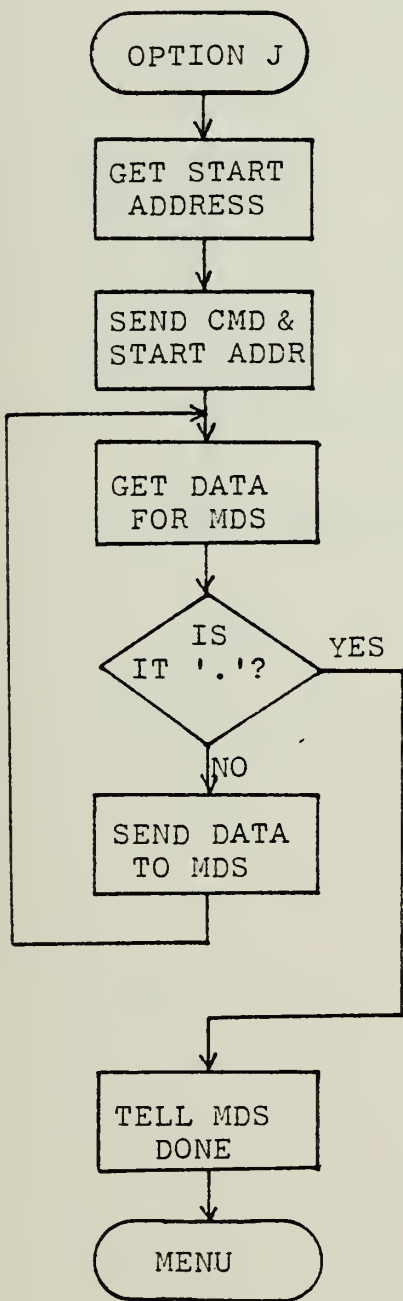 OPTION J
GET START
ADDRESS
SEND CMD &
START ADDR
GET DATA
FOR MDS
IS
IT '.'?
YES
NO
SEND DATA
TO MDS
TELL MDS
DONE
MENU